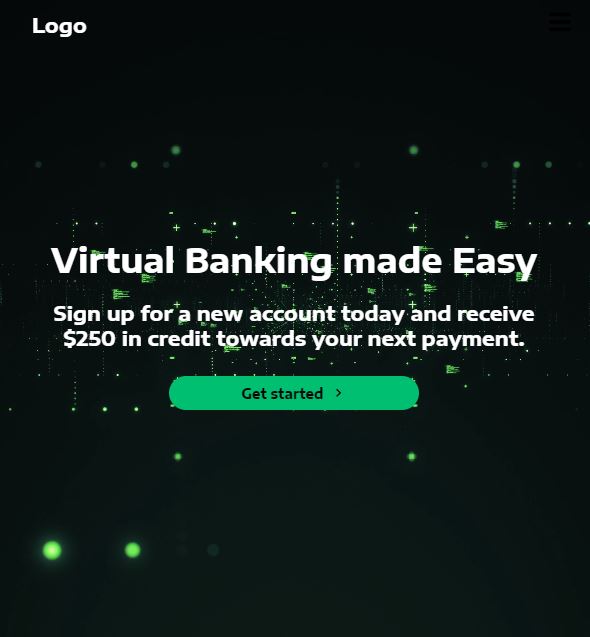 Logo
Virtual Banking made Easy
Sign up for a new account today and receive
$250 in credit towards your next payment.
Get started